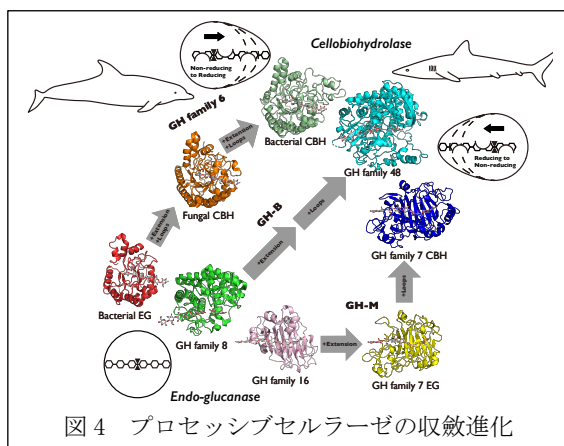 Cellobiohydrolase
Non-reducing
to Reducing
GH family 6
+Extension
+Loops
Bacterial CBH
GH family 48
Reducing to
Non-reducing
Fungal CBH
+Extension
+Loops
GH-B
+Loops
+Extension
GH family 7 CBH
Bacterial EG
GH family 8
GH-M
+Loops
GH family 16
+Extension
GH family 7 EG
Endo-glucanase
図 4 プロセッシブセルラーゼの収斂進化